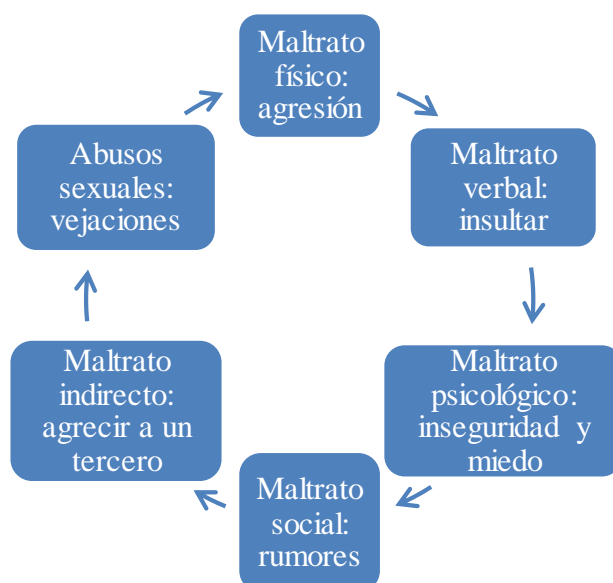 Maltrato
físico:
agresión
Maltrato
verbal:
insultar
Maltrato
psicológico:
inseguridad y
miedo
Maltrato
social:
rumores
Maltrato
indirecto:
agrecir a un
tercero
Abusos
sexuales:
vejaciones